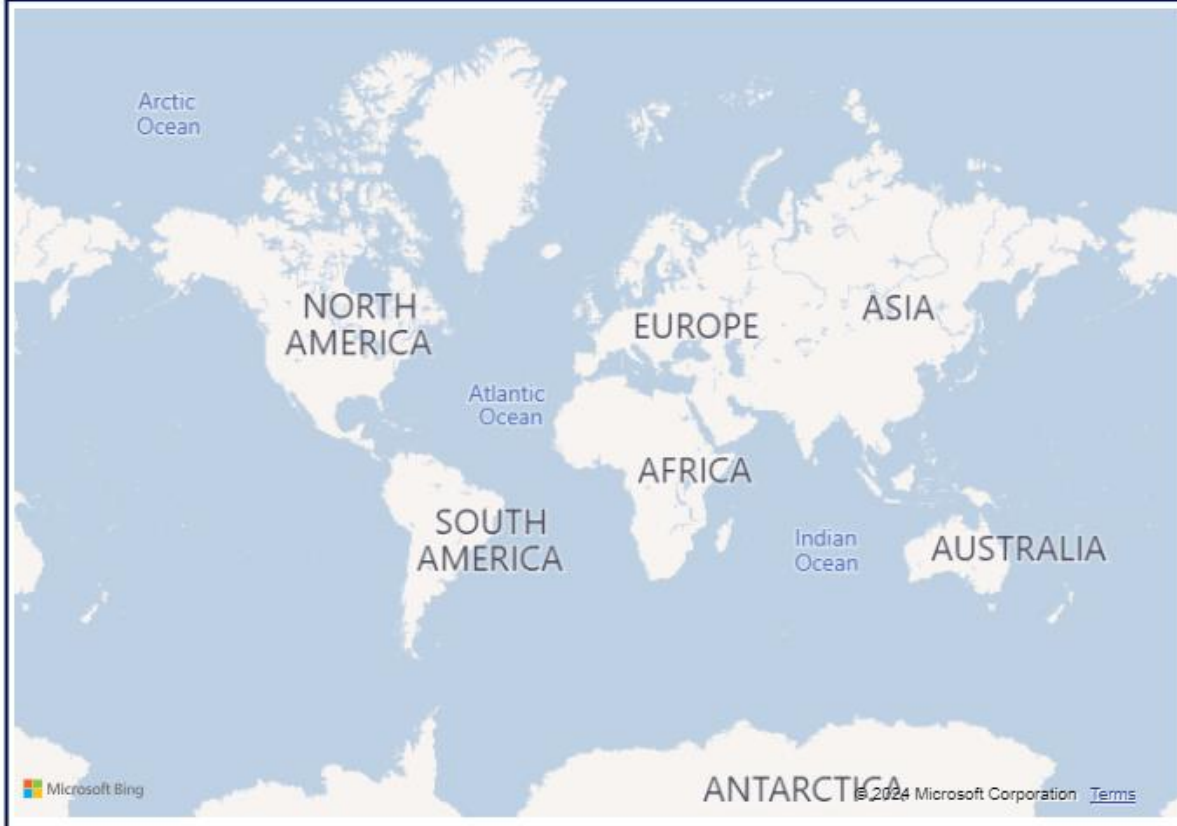 Arctic
Ocean
NORTH
AMERICA
EUROPE
ASIA
Atlantic
Ocean
AFRICA
SOUTH
AMERICA
Indian
Ocean
AUSTRALIA
ANTARCTICA
Microsoft Bing
© 2024 Microsoft Corporation Terms